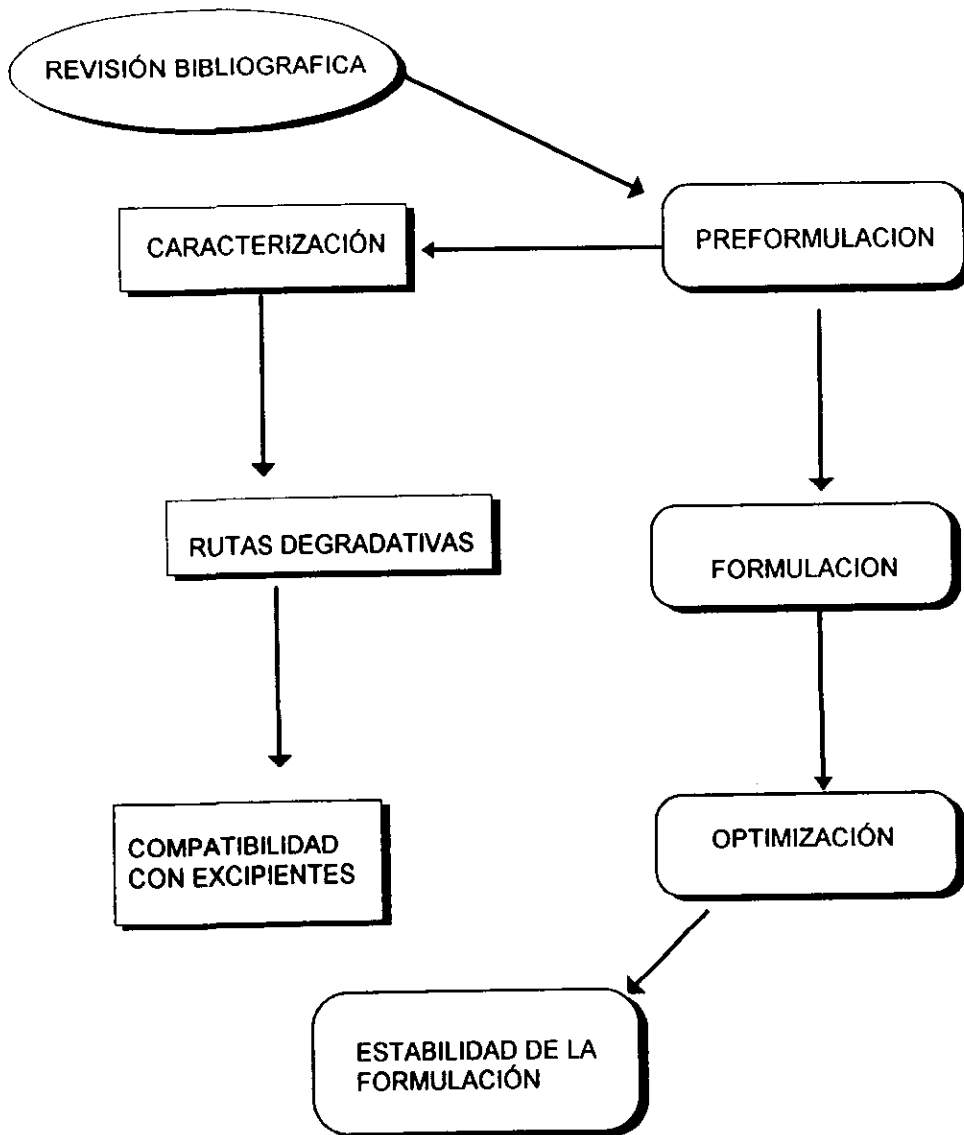 REVISIÓN BIBLIOGRAFICA
CARACTERIZACIÓN
PREFORMULACION
RUTAS DEGRADATIVAS
FORMULACION
COMPATIBILIDAD
CON EXCIPIENTES
OPTIMIZACIÓN
ESTABILIDAD DE LA
FORMULACIÓN